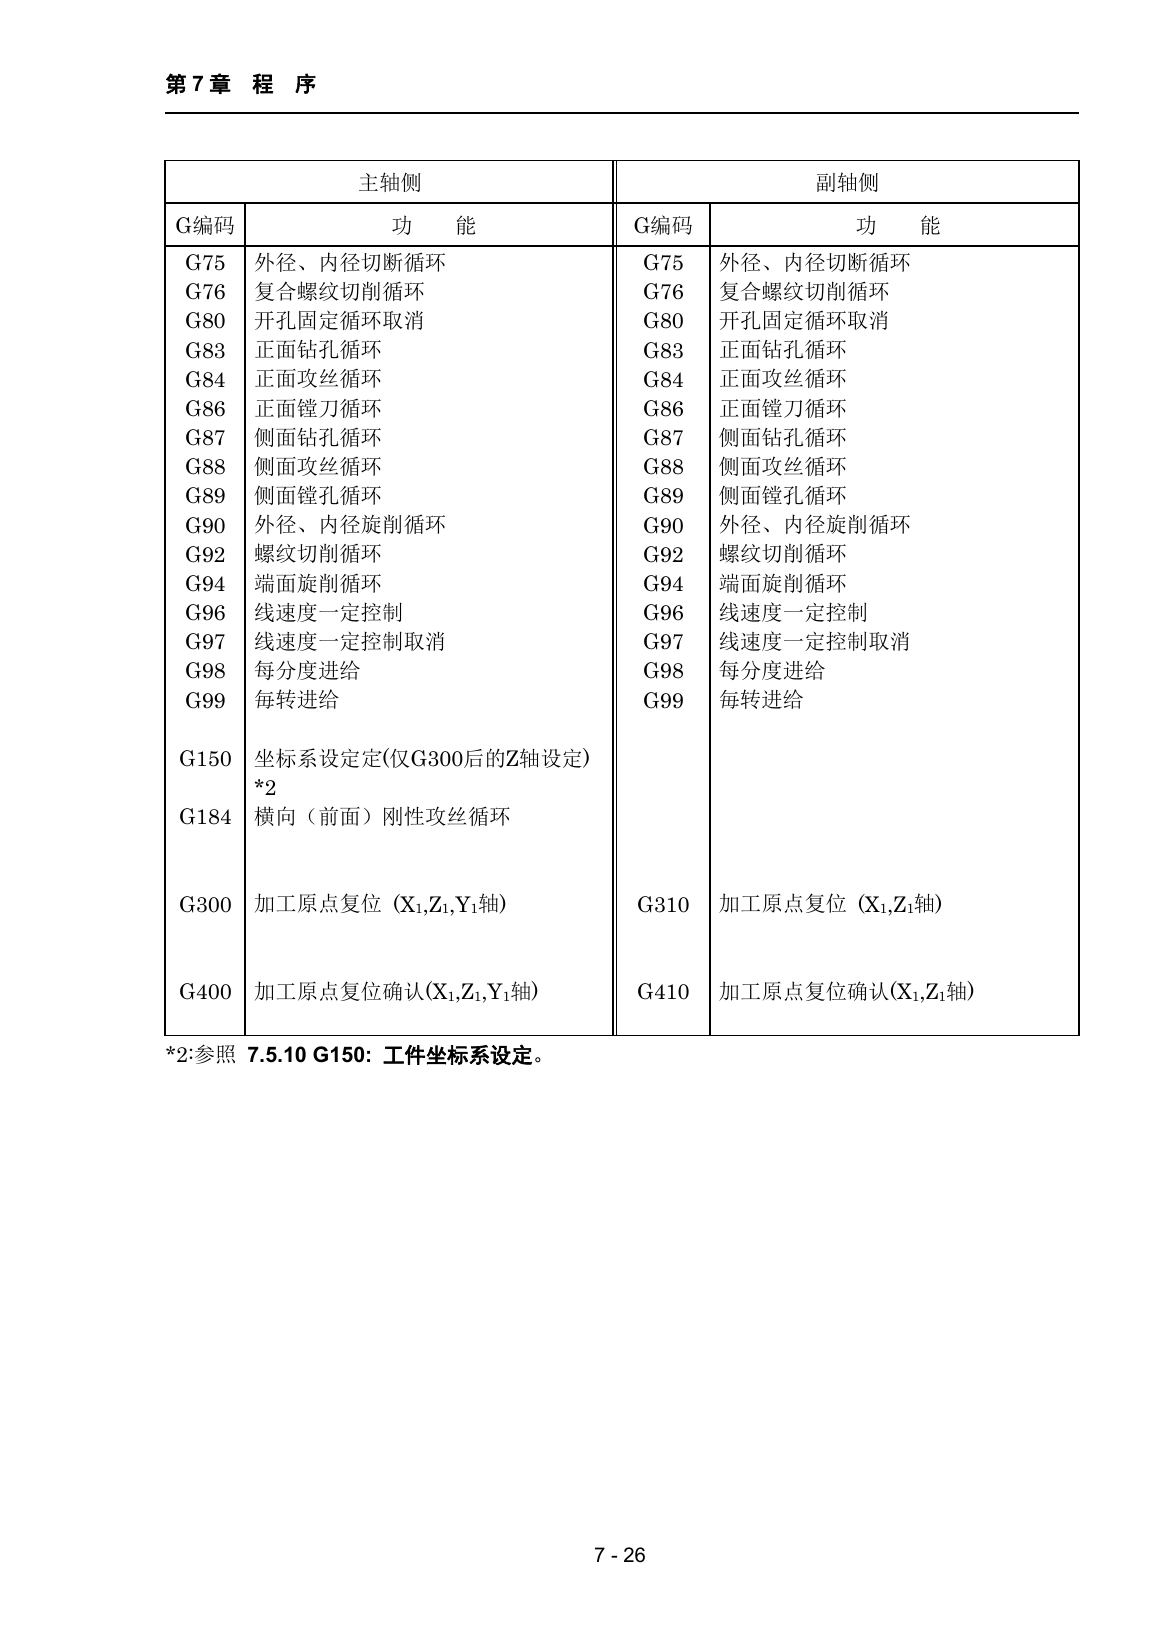 第7章 程 序
主轴侧 副轴侧
G编码 功 能 G编码 功 能
G75 外径、内径切断循环 G75 外径、内径切断循环
G76 复合螺纹切削循环 G76 复合螺纹切削循环
G80 开孔固定循环取消 G80 开孔固定循环取消
G83 正面钻孔循环 G83 正面钻孔循环
G84 正面攻丝循环 G84 正面攻丝循环
G86 正面镗刀循环 G86 正面镗刀循环
G87 侧面钻孔循环 G87 侧面钻孔循环
G88 侧面攻丝循环 G88 侧面攻丝循环
G89 侧面镗孔循环 G89 侧面镗孔循环
G90 外径、内径旋削循环 G90 外径、内径旋削循环
G92 螺纹切削循环 G92 螺纹切削循环
G94 端面旋削循环 G94 端面旋削循环
G96 线速度一定控制 G96 线速度一定控制
G97 线速度一定控制取消 G97 线速度一定控制取消
G98 每分度进给 G98 每分度进给
G99 毎转进给 G99 毎转进给
G150 坐标系设定定(仅G300后的Z轴设定)
*2
G184 横向（前面）刚性攻丝循环
G300 加工原点复位 (X₁,Z₁,Y₁轴) G310 加工原点复位 (X₁,Z₁轴)
G400 加工原点复位确认(X₁,Z₁,Y₁轴) G410 加工原点复位确认(X₁,Z₁轴)
*2:参照 7.5.10 G150: 工件坐标系设定。
7 - 26